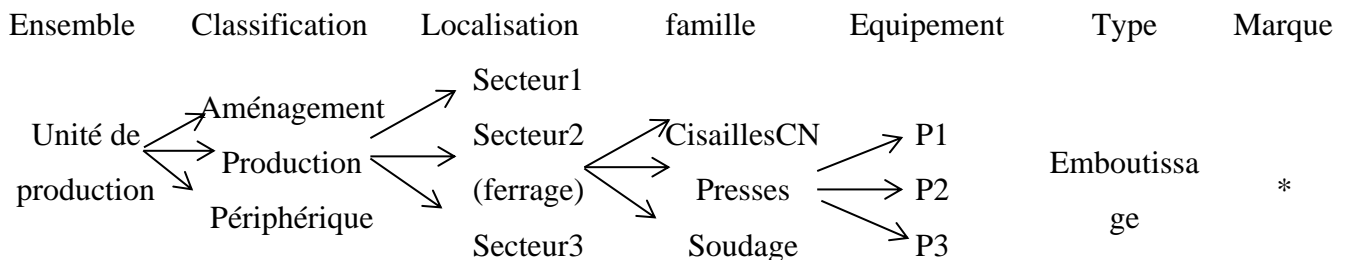 Ensemble Classification Localisation famille Equipement Type Marque
Secteur1
Aménagement
Unité de Secteur2 CisaillesCN P1
Production Emboutissa
production (ferrage) Presses P2 *
Périphérique ge
Secteur3 Soudage P3